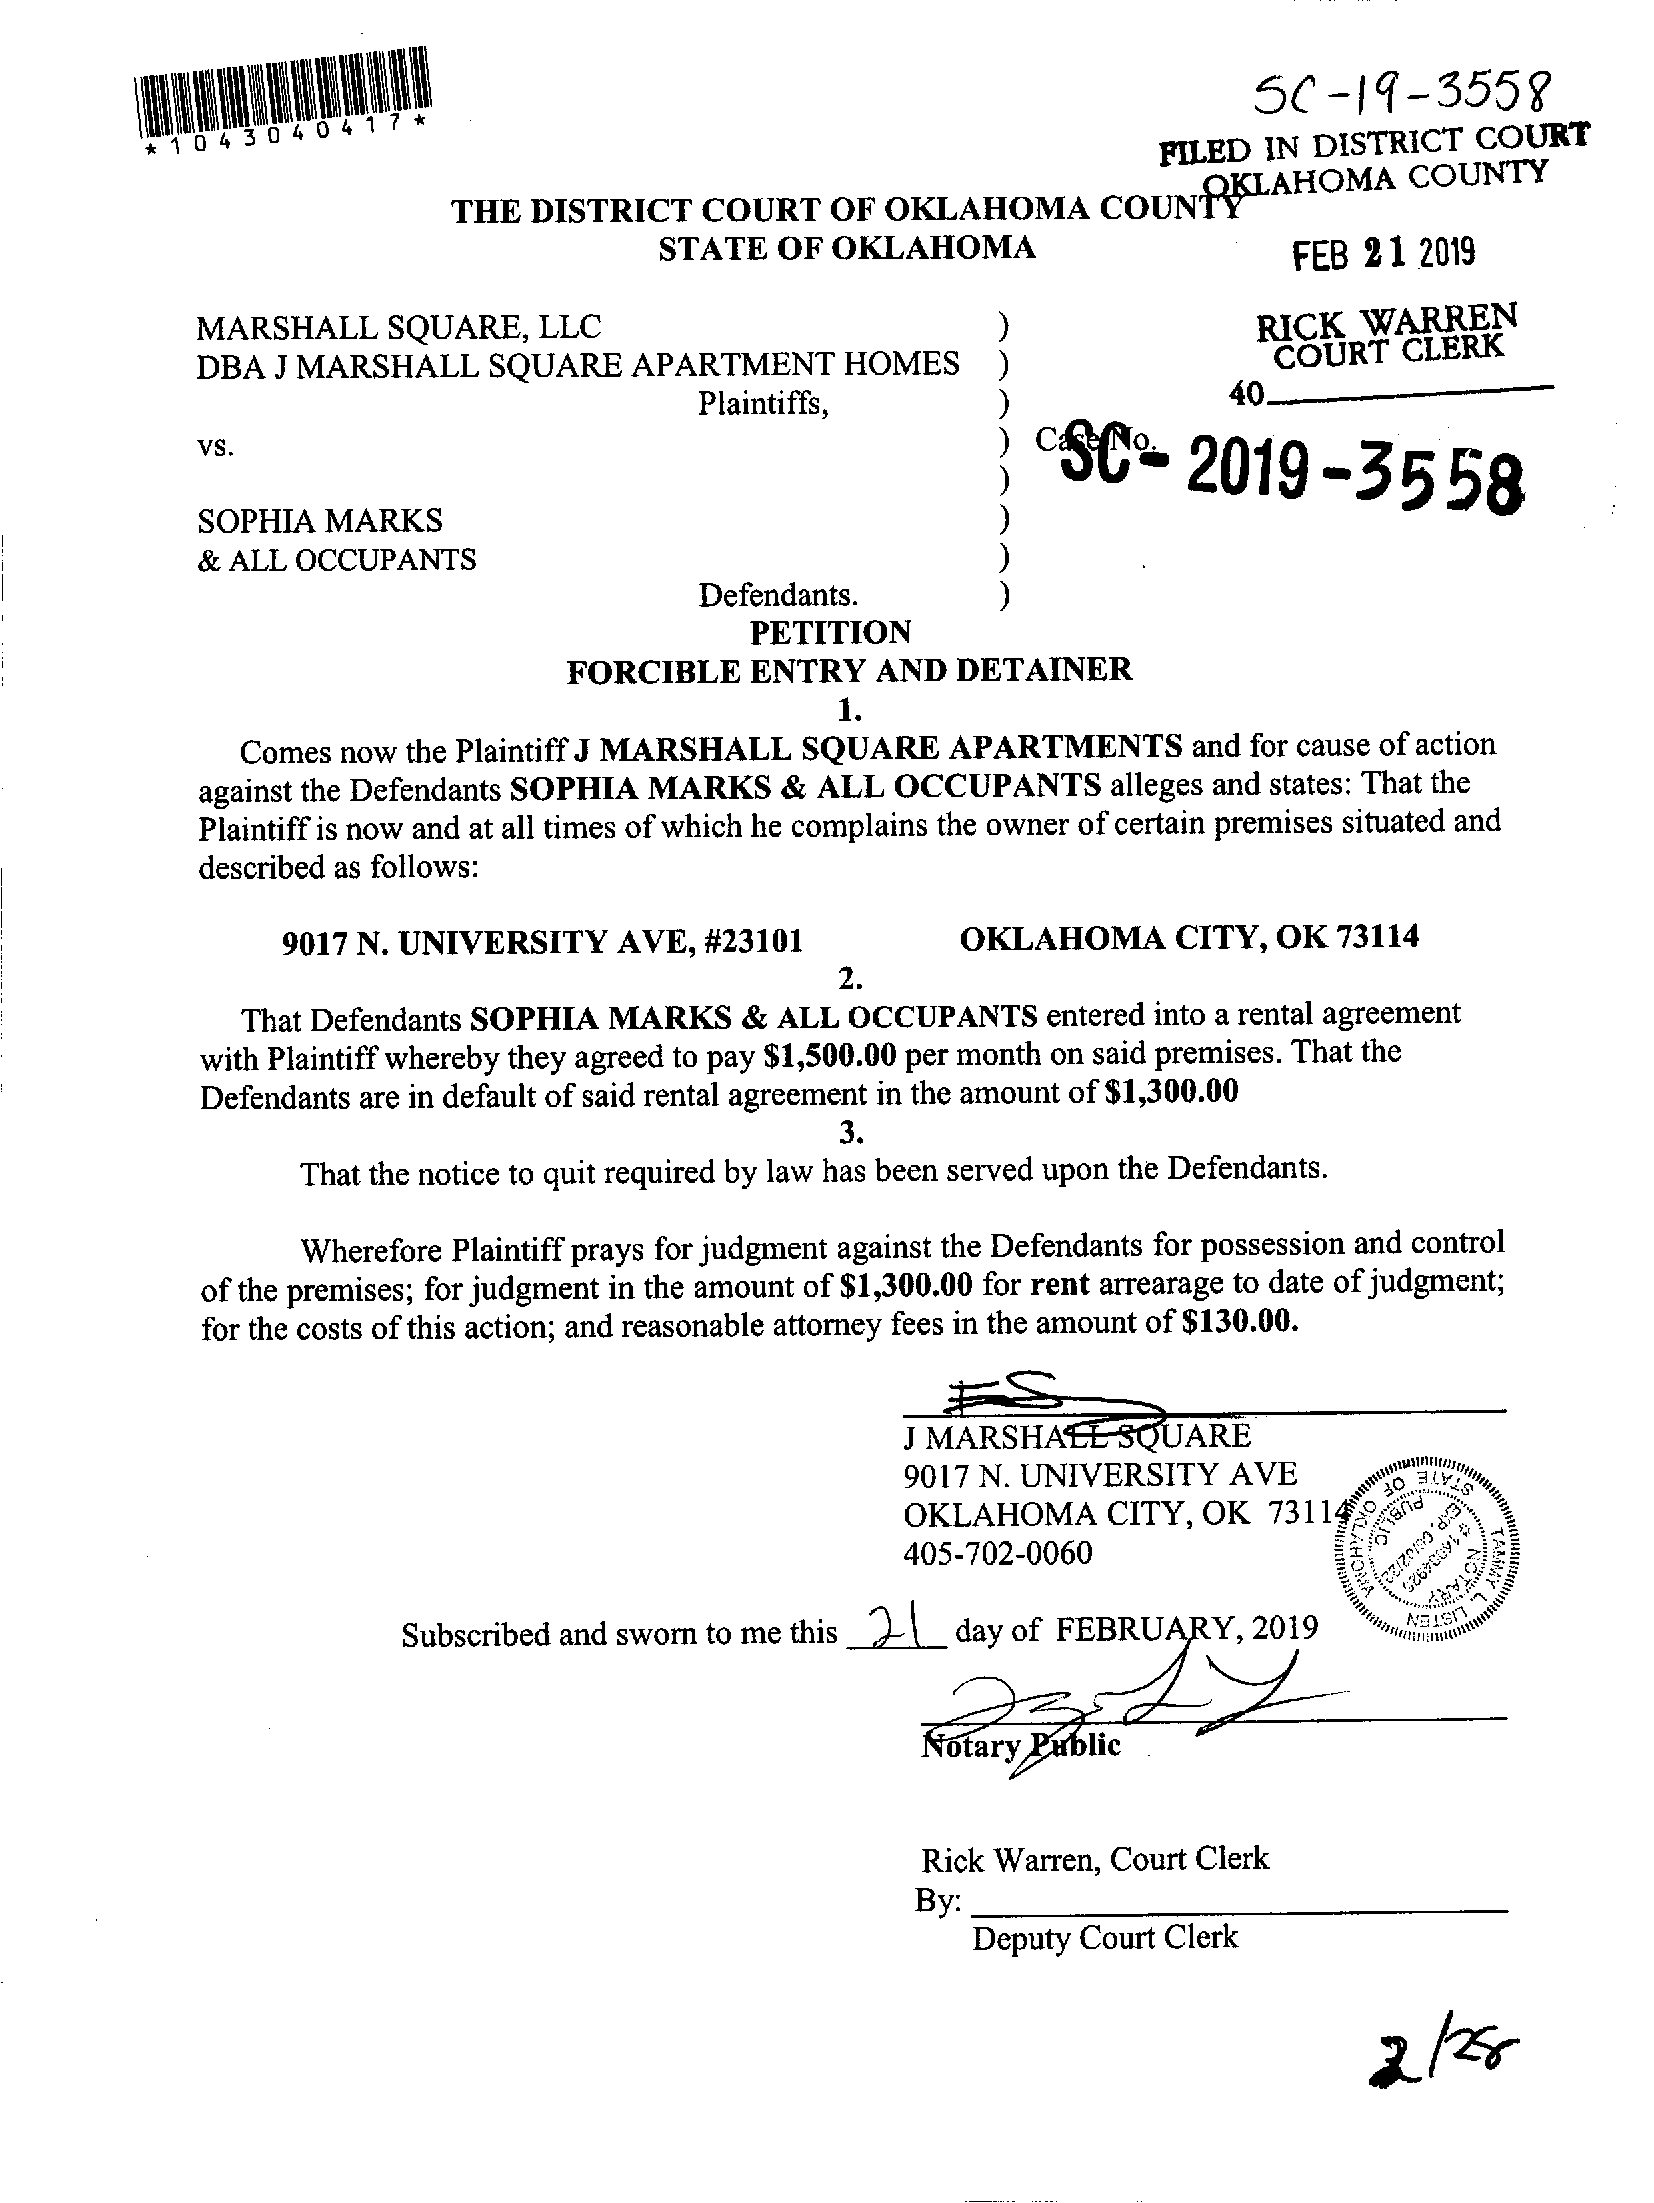 *1043040417*
SC-19-3558
FILED IN DISTRICT COURT
OKLAHOMA COUNTY
THE DISTRICT COURT OF OKLAHOMA COUNTY
STATE OF OKLAHOMA
FEB 21 2019
MARSHALL SQUARE, LLC )
DBA J MARSHALL SQUARE APARTMENT HOMES )
Plaintiffs, )
RICK WARREN
COURT CLERK
40
vs. ) Case No.
SC- 2019-3558
)
SOPHIA MARKS )
& ALL OCCUPANTS )
Defendants. )
PETITION
FORCIBLE ENTRY AND DETAINER
1.
Comes now the Plaintiff J MARSHALL SQUARE APARTMENTS and for cause of action
against the Defendants SOPHIA MARKS & ALL OCCUPANTS alleges and states: That the
Plaintiff is now and at all times of which he complains the owner of certain premises situated and
described as follows:
9017 N. UNIVERSITY AVE, #23101 OKLAHOMA CITY, OK 73114
2.
That Defendants SOPHIA MARKS & ALL OCCUPANTS entered into a rental agreement
with Plaintiff whereby they agreed to pay $1,500.00 per month on said premises. That the
Defendants are in default of said rental agreement in the amount of $1,300.00
3.
That the notice to quit required by law has been served upon the Defendants.
Wherefore Plaintiff prays for judgment against the Defendants for possession and control
of the premises; for judgment in the amount of $1,300.00 for rent arrearage to date of judgment;
for the costs of this action; and reasonable attorney fees in the amount of $130.00.
J MARSHALL SQUARE
9017 N. UNIVERSITY AVE
OKLAHOMA CITY, OK 73114
405-702-0060
TAMMY L. LISTEN
STATE OF OKLAHOMA
NOTARY
PUBLIC
Subscribed and sworn to me this 21 day of FEBRUARY, 2019
Notary Public
Rick Warren, Court Clerk
By:
Deputy Court Clerk
2/28